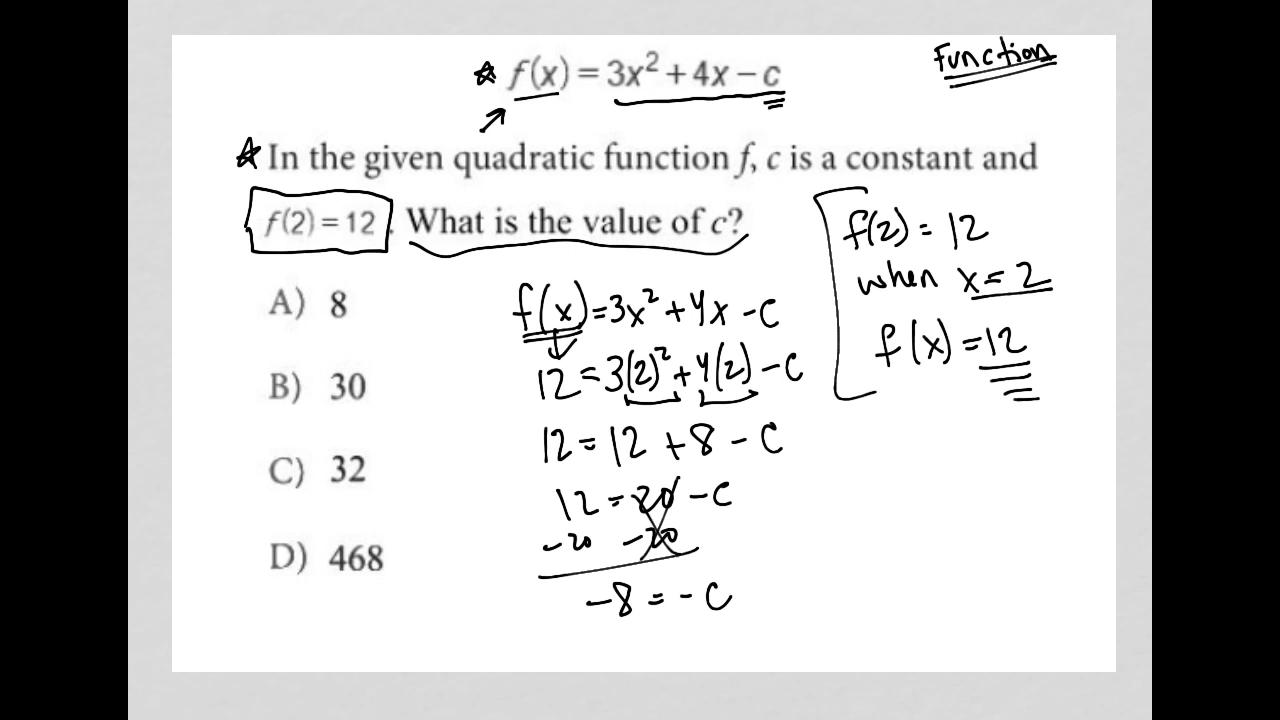 f(x) = 3x² + 4x − c
Function
In the given quadratic function f, c is a constant and
f(2) = 12. What is the value of c?
A) 8
B) 30
C) 32
D) 468
f(x) = 3x² + 4x - c
12 = 3(2)² + 4(2) - c
12 = 12 + 8 - c
12 = 20 - c
-20 -20
-8 = - c
f(2) = 12
when x = 2
f(x) = 12